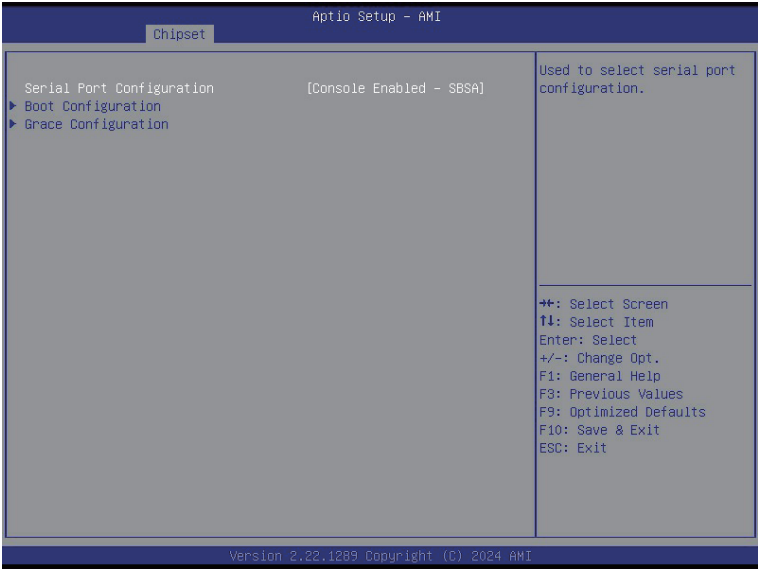 Aptio Setup – AMI
Chipset
Serial Port Configuration [Console Enabled – SBSA]
Boot Configuration
Grace Configuration
Used to select serial port
configuration.
→←: Select Screen
↑↓: Select Item
Enter: Select
+/-: Change Opt.
F1: General Help
F3: Previous Values
F9: Optimized Defaults
F10: Save & Exit
ESC: Exit
Version 2.22.1289 Copyright (C) 2024 AMI